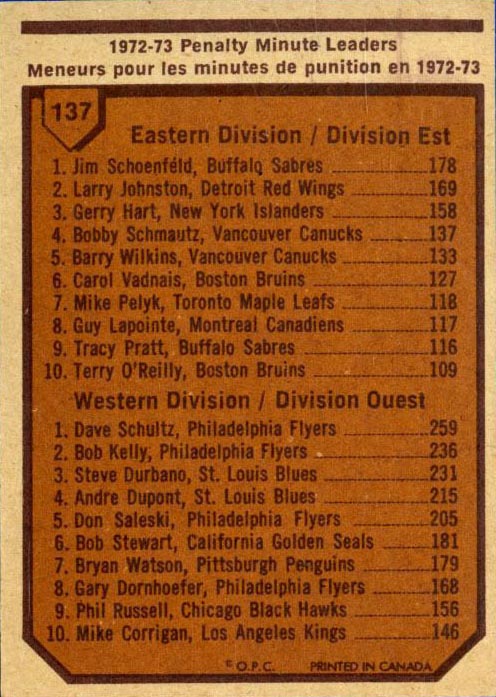 1972-73 Penalty Minute Leaders
Meneurs pour les minutes de punition en 1972-73
137
Eastern Division / Division Est
1. Jim Schoenfeld, Buffalo Sabres 178
2. Larry Johnston, Detroit Red Wings 169
3. Gerry Hart, New York Islanders 158
4. Bobby Schmautz, Vancouver Canucks 137
5. Barry Wilkins, Vancouver Canucks 133
6. Carol Vadnais, Boston Bruins 127
7. Mike Pelyk, Toronto Maple Leafs 118
8. Guy Lapointe, Montreal Canadiens 117
9. Tracy Pratt, Buffalo Sabres 116
10. Terry O'Reilly, Boston Bruins 109
Western Division / Division Ouest
1. Dave Schultz, Philadelphia Flyers 259
2. Bob Kelly, Philadelphia Flyers 236
3. Steve Durbano, St. Louis Blues 231
4. Andre Dupont, St. Louis Blues 215
5. Don Saleski, Philadelphia Flyers 205
6. Bob Stewart, California Golden Seals 181
7. Bryan Watson, Pittsburgh Penguins 179
8. Gary Dornhoefer, Philadelphia Flyers 168
9. Phil Russell, Chicago Black Hawks 156
10. Mike Corrigan, Los Angeles Kings 146
© O.P.C. PRINTED IN CANADA